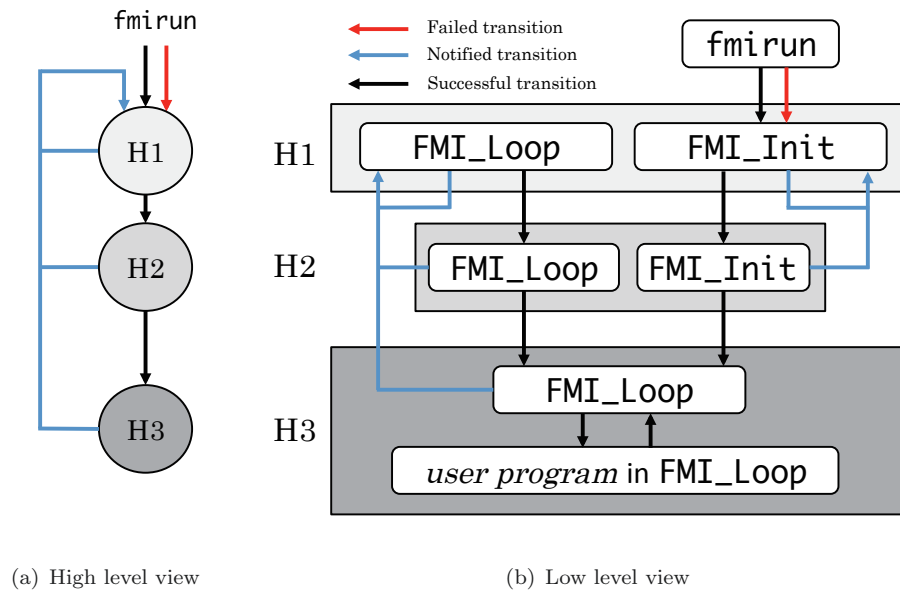 fmirun
H1
H2
H3
Failed transition
Notified transition
Successful transition
fmirun
H1
FMI_Loop
FMI_Init
H2
FMI_Loop
FMI_Init
H3
FMI_Loop
user program in FMI_Loop
(a) High level view
(b) Low level view